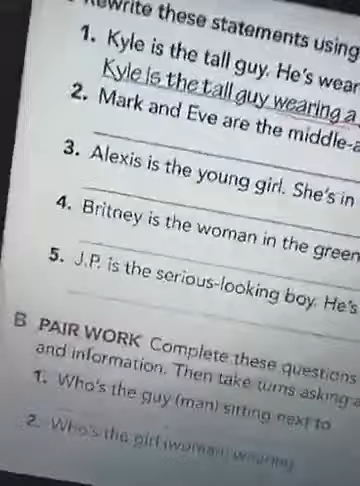 Rewrite these statements using
1. Kyle is the tall guy. He's wear
Kyle is the tall guy wearing a
2. Mark and Eve are the middle-a
3. Alexis is the young girl. She's in
4. Britney is the woman in the green
5. J.P. is the serious-looking boy. He's
B PAIR WORK Complete these questions
and information. Then take turns asking a
1. Who's the guy (man) sitting next to
2. Who's the girl (woman) wearing